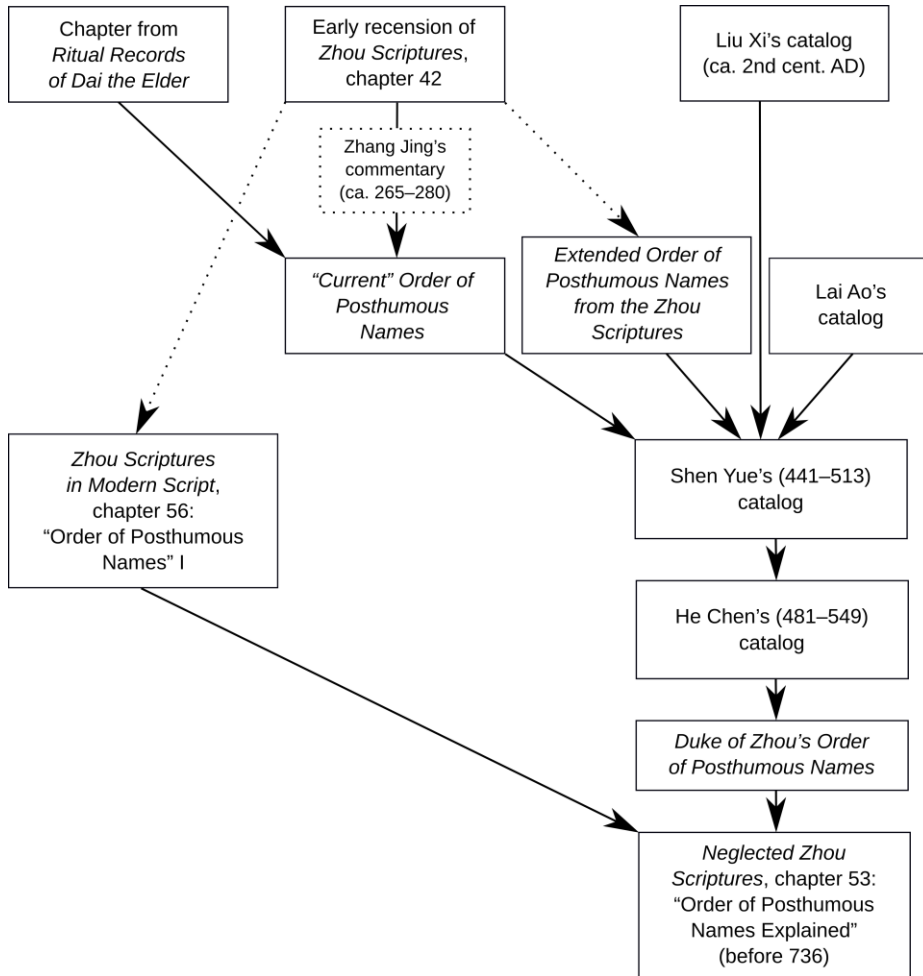 Chapter from
Ritual Records
of Dai the Elder
Early recension of
Zhou Scriptures,
chapter 42
Liu Xi’s catalog
(ca. 2nd cent. AD)
Zhang Jing’s
commentary
(ca. 265–280)
“Current” Order of
Posthumous
Names
Extended Order of
Posthumous Names
from the Zhou
Scriptures
Lai Ao’s
catalog
Zhou Scriptures
in Modern Script,
chapter 56:
“Order of Posthumous
Names” I
Shen Yue’s (441–513)
catalog
He Chen’s (481–549)
catalog
Duke of Zhou’s Order
of Posthumous Names
Neglected Zhou
Scriptures, chapter 53:
“Order of Posthumous
Names Explained”
(before 736)